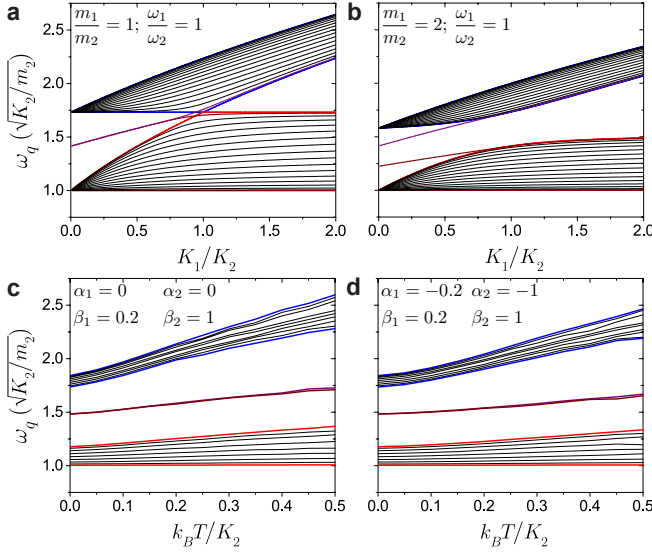 a
m₁/m₂ = 1; ω₁/ω₂ = 1
b
m₁/m₂ = 2; ω₁/ω₂ = 1
ω_q (√K₂/m₂)
2.5
2.0
1.5
1.0
0.0 0.5 1.0 1.5 2.0
K₁/K₂
0.0 0.5 1.0 1.5 2.0
K₁/K₂
c
α₁ = 0 α₂ = 0
β₁ = 0.2 β₂ = 1
d
α₁ = −0.2 α₂ = −1
β₁ = 0.2 β₂ = 1
ω_q (√K₂/m₂)
2.5
2.0
1.5
1.0
0.0 0.1 0.2 0.3 0.4 0.5
k_BT/K₂
0.0 0.1 0.2 0.3 0.4 0.5
k_BT/K₂